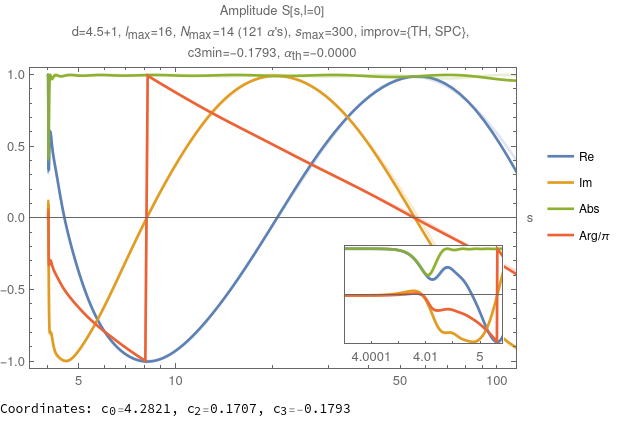 Amplitude S[s,l=0]
d=4.5+1, lmax=16, Nmax=14 (121 α's), smax=300, improv={TH, SPC},
c3min=−0.1793, αth=−0.0000
1.0
0.5
0.0
−0.5
−1.0
s
Re
Im
Abs
Arg/π
4.0001 4.01 5
5 10 50 100
Coordinates: c0=4.2821, c2=0.1707, c3=-0.1793